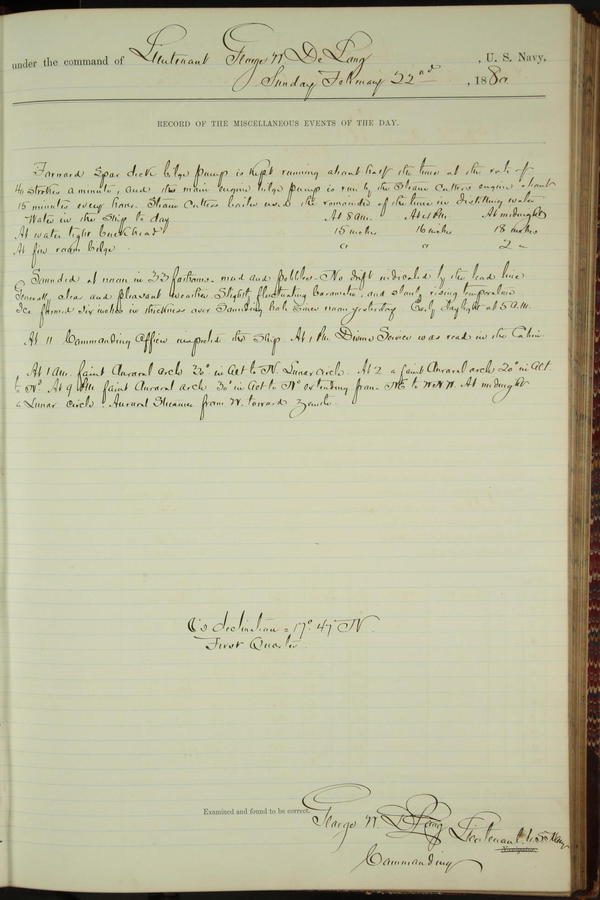 under the command of Lieutenant George W De Long , U. S. Navy,
Sunday February 22nd , 1880
RECORD OF THE MISCELLANEOUS EVENTS OF THE DAY.
Forward Spar deck bilge pump is kept running about half the time at the rate of
40 strokes a minute, and the main engine bilge pump is run by the Steam Cutters engine about
15 minutes every hour. Steam Cutters boiler used the remainder of the time in distilling water
Water in the Ship to day At 8 am. At 4 PM. At midnight
At water tight bulkhead 15 inches 16 inches 18 inches
At fire room bilge 0 0 2 "
Sounded at noon in 33 fathoms. mud and pebbles. No drift indicated by the lead line
Generally clear and pleasant weather. Slightly fluctuating barometer, and slowly rising temperature
Ice formed six inches in thickness over Sounding hole Since noon yesterday Early daylight at 5 a.m.
At 11 Commanding Officer inspected the Ship. At 1 PM. Divine Service was read in the Cabin
At 1 am. faint Auroral arch 22° in alt to N. Lunar Arch. At 2 a faint Auroral arch 20° in alt.
to Nd. At 9 PM faint Auroral arch 30° in alt to Nd extending from NE to WNW. At midnight
a Lunar circle. Auroral Streamer from W. toward zenith.
☾'s declination = 17° 47' N.
First Quarter
Examined and found to be correct.
George W. De Long Lieutenant U.S. Navy
Navigator.
Commanding